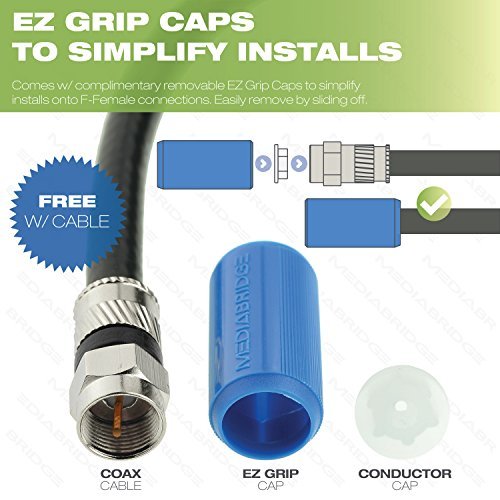 EZ GRIP CAPS
TO SIMPLIFY INSTALLS
Comes w/ complimentary removable EZ Grip Caps to simplify
installs onto F-Female connections. Easily remove by sliding off.
FREE
W/ CABLE
MEDIABRIDGE
COAX
CABLE
EZ GRIP
CAP
CONDUCTOR
CAP
MEDIABRIDGE